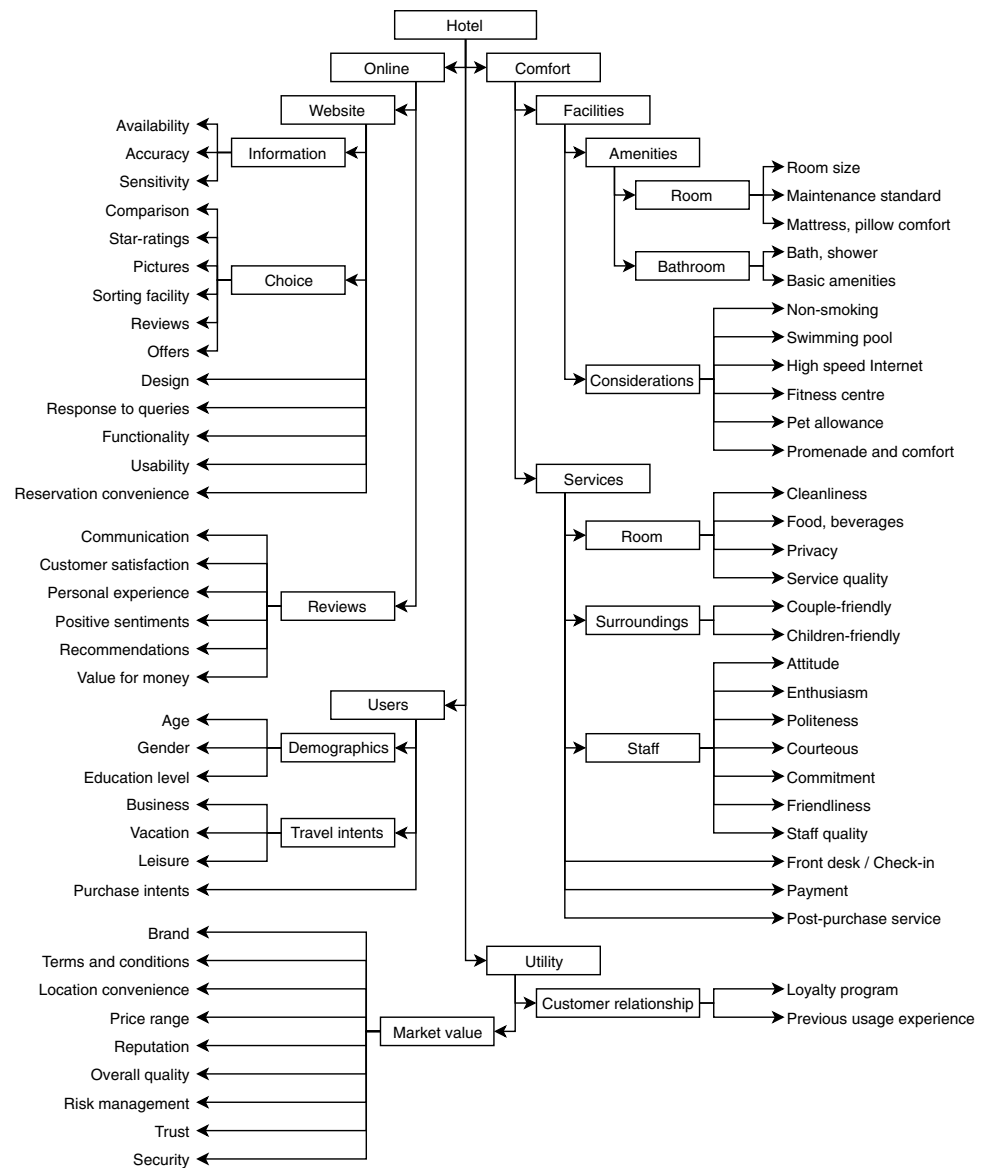 Hotel
Online
Comfort
Website
Facilities
Availability
Accuracy
Sensitivity
Information
Amenities
Room
Room size
Maintenance standard
Mattress, pillow comfort
Comparison
Star-ratings
Pictures
Sorting facility
Reviews
Offers
Choice
Bathroom
Bath, shower
Basic amenities
Design
Response to queries
Functionality
Usability
Reservation convenience
Considerations
Non-smoking
Swimming pool
High speed Internet
Fitness centre
Pet allowance
Promenade and comfort
Services
Communication
Customer satisfaction
Personal experience
Positive sentiments
Recommendations
Value for money
Reviews
Room
Cleanliness
Food, beverages
Privacy
Service quality
Surroundings
Couple-friendly
Children-friendly
Users
Age
Gender
Education level
Demographics
Business
Vacation
Leisure
Travel intents
Purchase intents
Staff
Attitude
Enthusiasm
Politeness
Courteous
Commitment
Friendliness
Staff quality
Front desk / Check-in
Payment
Post-purchase service
Utility
Brand
Terms and conditions
Location convenience
Price range
Reputation
Overall quality
Risk management
Trust
Security
Market value
Customer relationship
Loyalty program
Previous usage experience